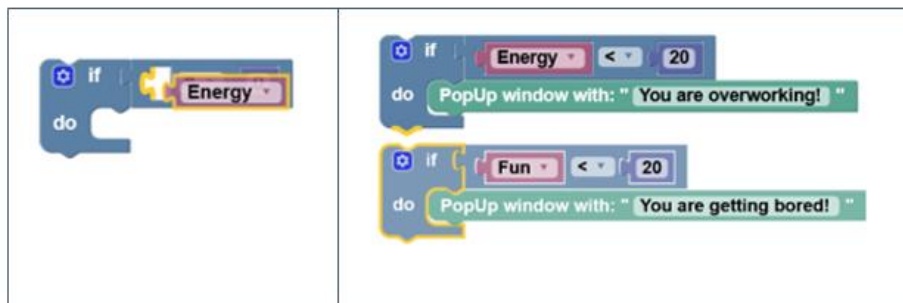 if
Energy
do
if Energy < 20
do PopUp window with: " You are overworking! "
if Fun < 20
do PopUp window with: " You are getting bored! "